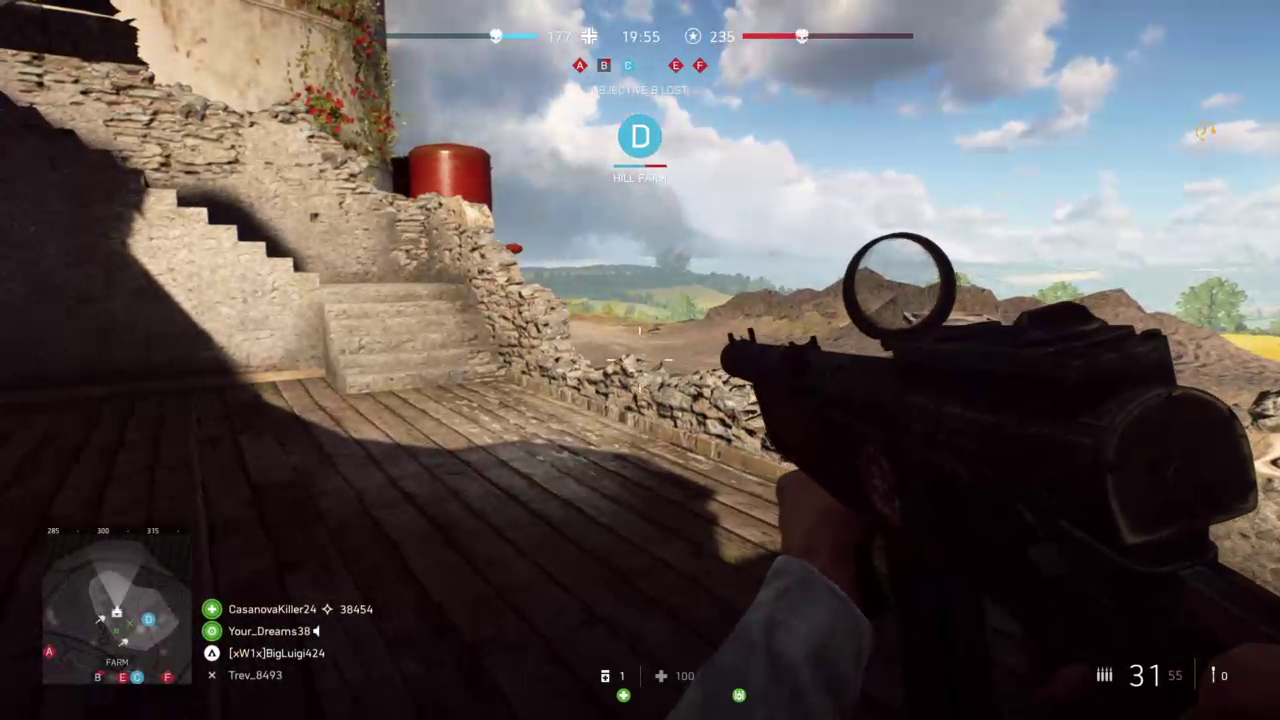 177 19:55 235
A B C E F
OBJECTIVE B LOST
D
HILL FARM
285 300 315
D
A
FARM
B E C F
CasanovaKiller24 38454
Your_Dreams38
[xW1x]BigLuigi424
Trev_8493
1 100
31 55 0